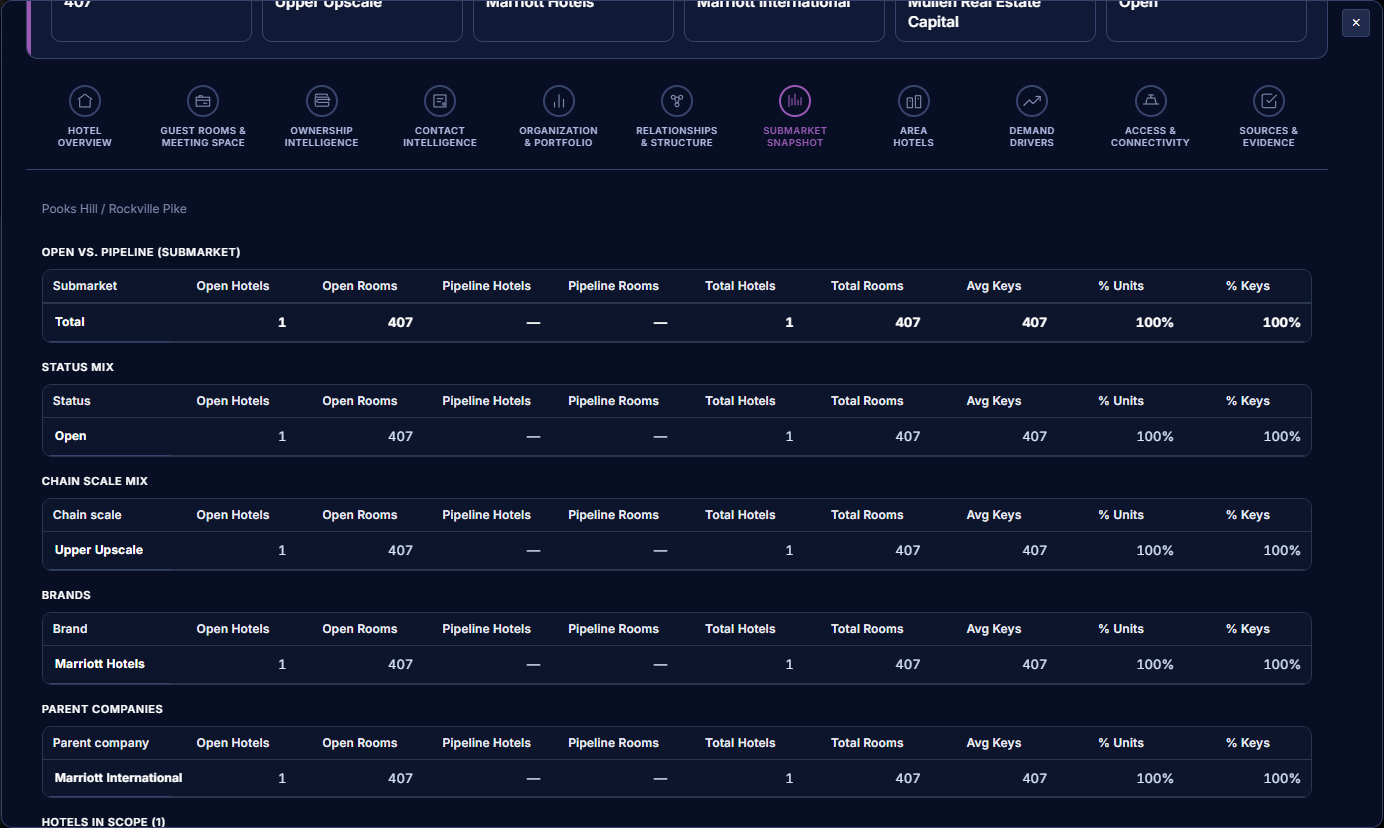 407
Upper Upscale
Marriott Hotels
Marriott International
Mullen Real Estate
Capital
Open
×
HOTEL
OVERVIEW
GUEST ROOMS &
MEETING SPACE
OWNERSHIP
INTELLIGENCE
CONTACT
INTELLIGENCE
ORGANIZATION
& PORTFOLIO
RELATIONSHIPS
& STRUCTURE
SUBMARKET
SNAPSHOT
AREA
HOTELS
DEMAND
DRIVERS
ACCESS &
CONNECTIVITY
SOURCES &
EVIDENCE
Pooks Hill / Rockville Pike
OPEN VS. PIPELINE (SUBMARKET)
Submarket Open Hotels Open Rooms Pipeline Hotels Pipeline Rooms Total Hotels Total Rooms Avg Keys % Units % Keys
Total 1 407 — — 1 407 407 100% 100%
STATUS MIX
Status Open Hotels Open Rooms Pipeline Hotels Pipeline Rooms Total Hotels Total Rooms Avg Keys % Units % Keys
Open 1 407 — — 1 407 407 100% 100%
CHAIN SCALE MIX
Chain scale Open Hotels Open Rooms Pipeline Hotels Pipeline Rooms Total Hotels Total Rooms Avg Keys % Units % Keys
Upper Upscale 1 407 — — 1 407 407 100% 100%
BRANDS
Brand Open Hotels Open Rooms Pipeline Hotels Pipeline Rooms Total Hotels Total Rooms Avg Keys % Units % Keys
Marriott Hotels 1 407 — — 1 407 407 100% 100%
PARENT COMPANIES
Parent company Open Hotels Open Rooms Pipeline Hotels Pipeline Rooms Total Hotels Total Rooms Avg Keys % Units % Keys
Marriott International 1 407 — — 1 407 407 100% 100%
HOTELS IN SCOPE (1)